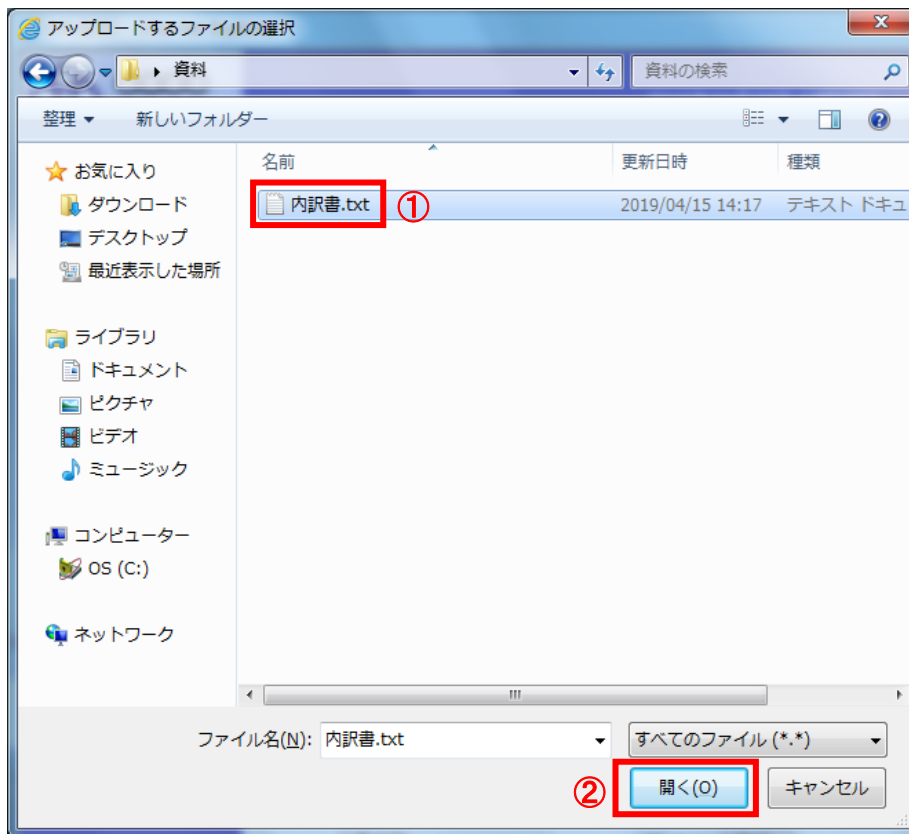 アップロードするファイルの選択
資料
資料の検索
整理
新しいフォルダー
名前
更新日時
種類
お気に入り
ダウンロード
デスクトップ
最近表示した場所
ライブラリ
ドキュメント
ピクチャ
ビデオ
ミュージック
コンピューター
OS (C:)
ネットワーク
内訳書.txt ①
2019/04/15 14:17
テキスト ドキュ
ファイル名(N): 内訳書.txt
すべてのファイル (*.*)
② 開く(O)
キャンセル